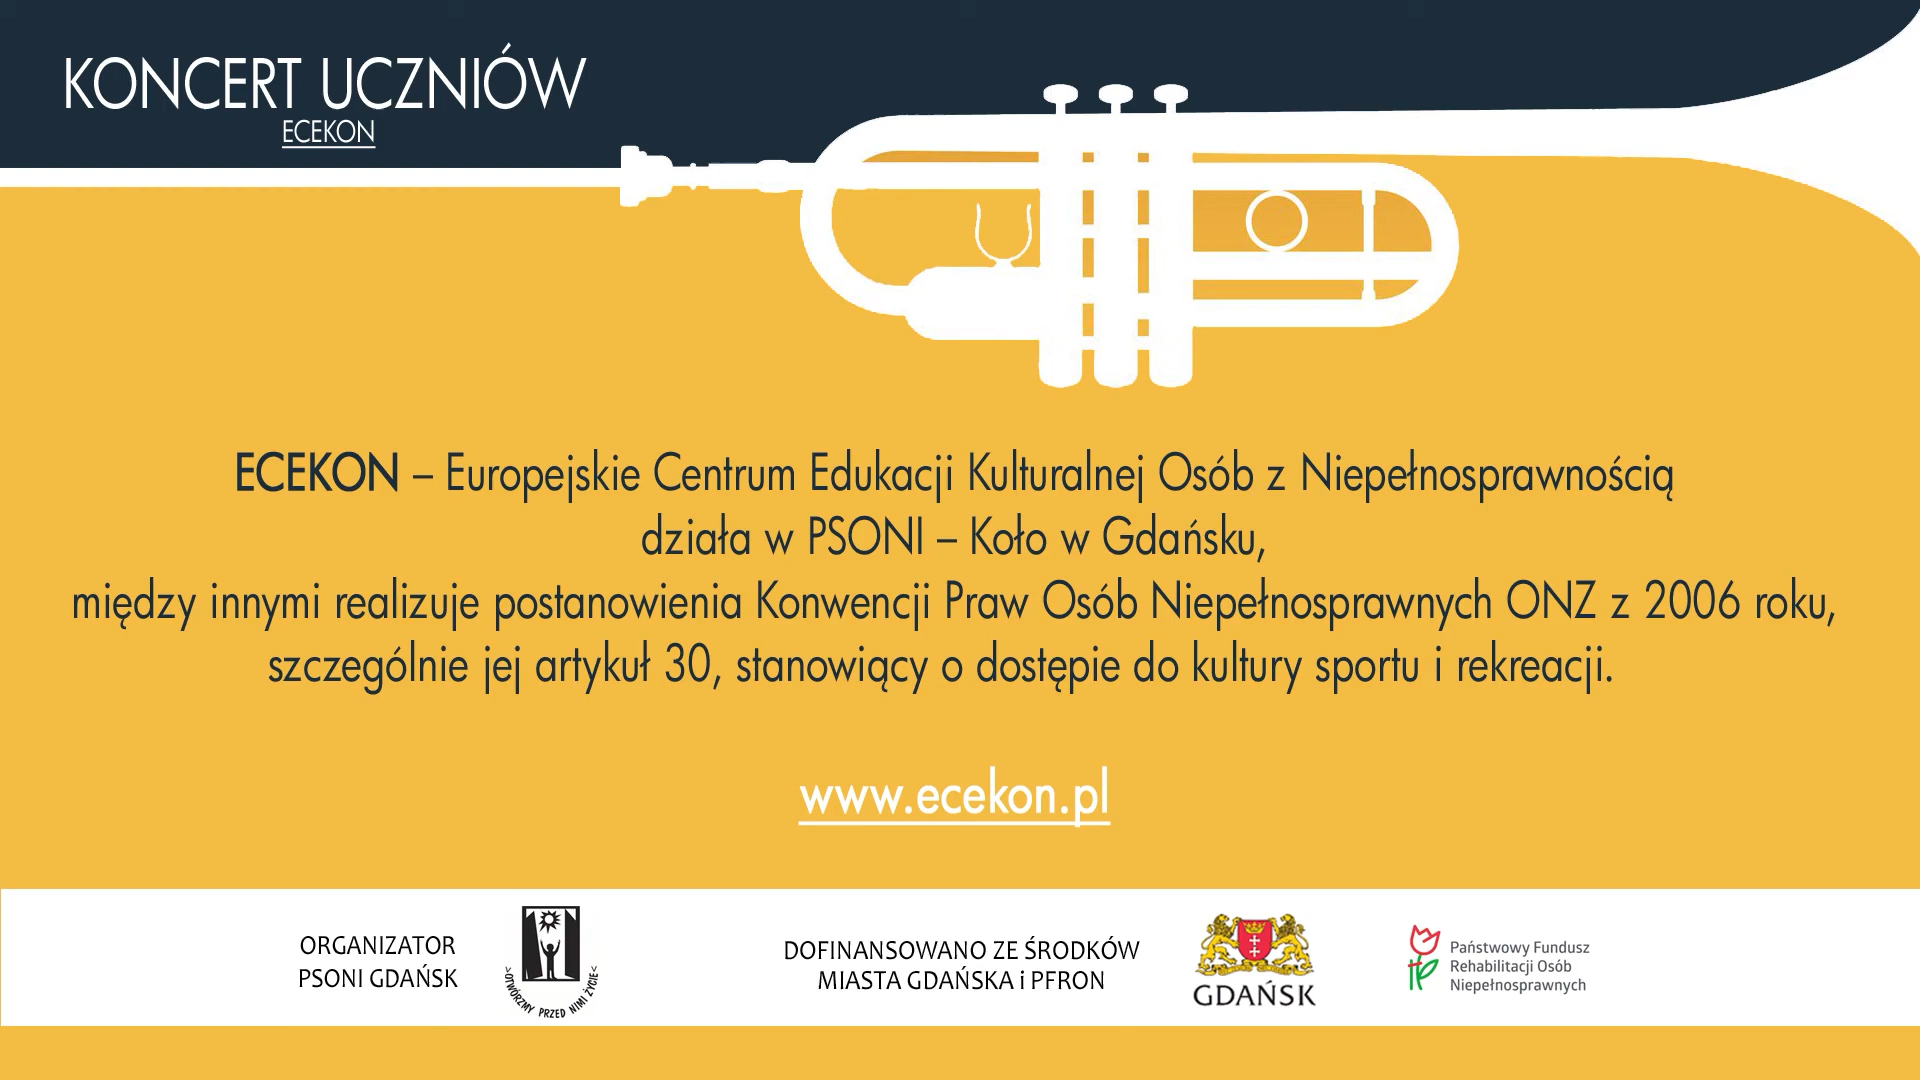 KONCERT UCZNIÓW
ECEKON
ECEKON – Europejskie Centrum Edukacji Kulturalnej Osób z Niepełnosprawnością
działa w PSONI – Koło w Gdańsku,
między innymi realizuje postanowienia Konwencji Praw Osób Niepełnosprawnych ONZ z 2006 roku,
szczególnie jej artykuł 30, stanowiący o dostępie do kultury sportu i rekreacji.
www.ecekon.pl
ORGANIZATOR
PSONI GDAŃSK
>OTWÓRZMY PRZED NIMI ŻYCIE<
DOFINANSOWANO ZE ŚRODKÓW
MIASTA GDAŃSKA i PFRON
GDAŃSK
Państwowy Fundusz
Rehabilitacji Osób
Niepełnosprawnych